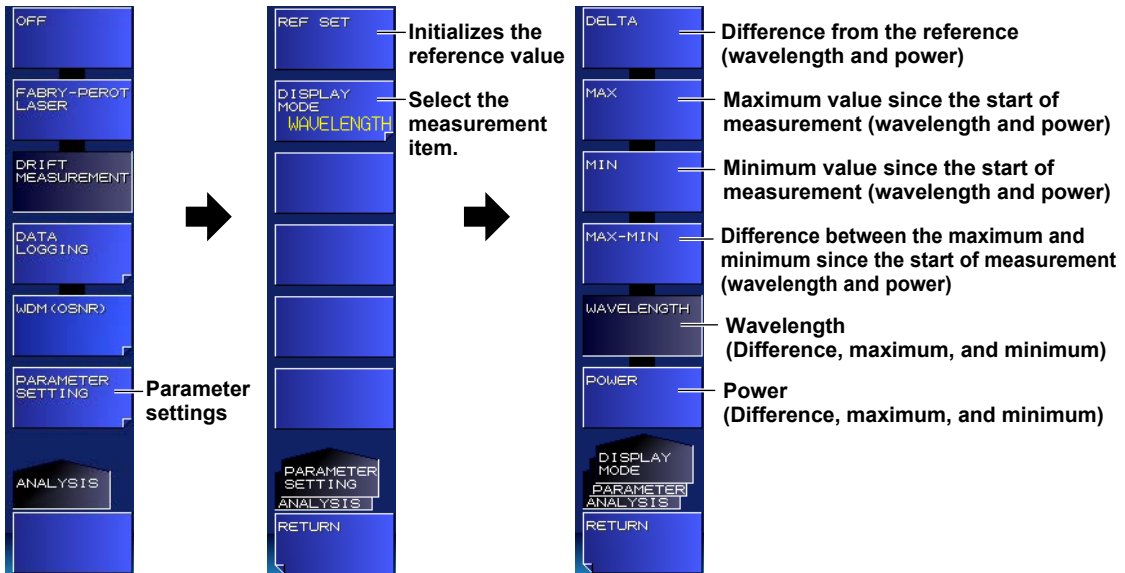 OFF
FABRY-PEROT
LASER
DRIFT
MEASUREMENT
DATA
LOGGING
WDM(OSNR)
PARAMETER
SETTING
Parameter
settings
ANALYSIS
REF SET
Initializes the
reference value
DISPLAY
MODE
WAVELENGTH
Select the
measurement
item.
PARAMETER
SETTING
ANALYSIS
RETURN
DELTA
Difference from the reference
(wavelength and power)
MAX
Maximum value since the start of
measurement (wavelength and power)
MIN
Minimum value since the start of
measurement (wavelength and power)
MAX-MIN
Difference between the maximum and
minimum since the start of measurement
(wavelength and power)
WAVELENGTH
Wavelength
(Difference, maximum, and minimum)
POWER
Power
(Difference, maximum, and minimum)
DISPLAY
MODE
PARAMETER
ANALYSIS
RETURN